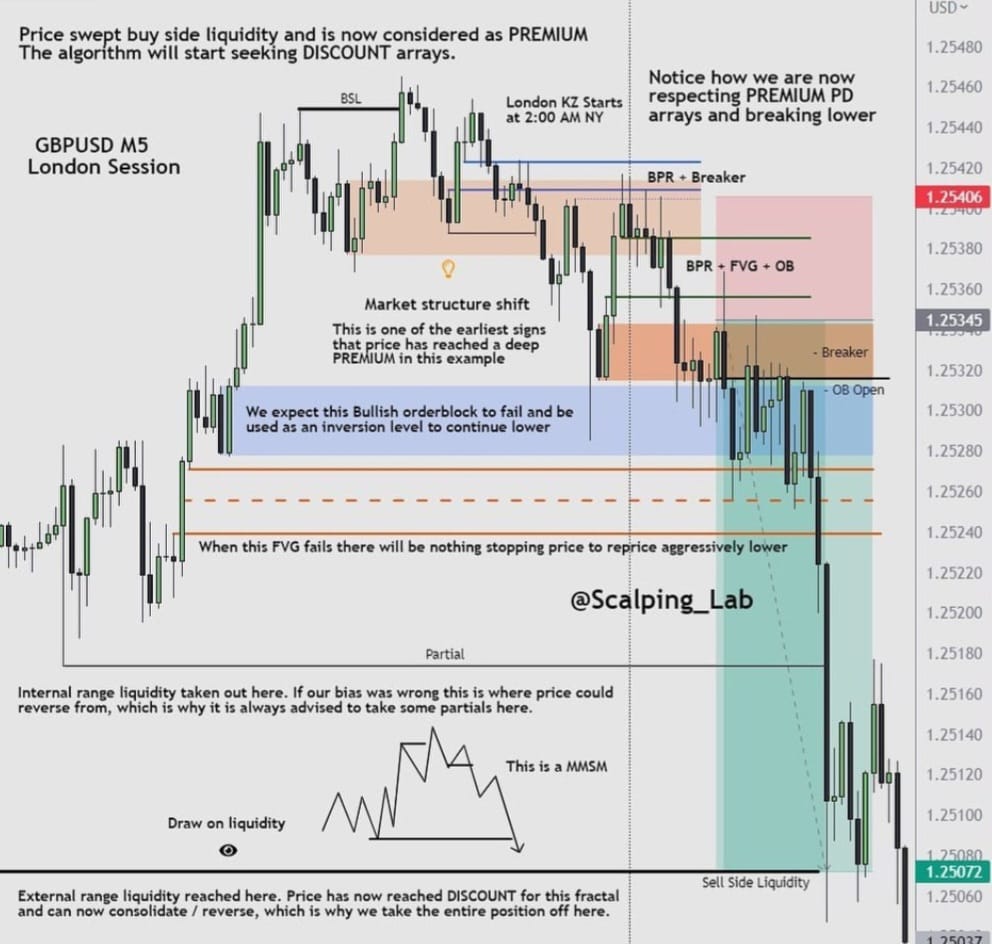 USD
Price swept buy side liquidity and is now considered as PREMIUM
The algorithm will start seeking DISCOUNT arrays.
1.25480
1.25460
Notice how we are now
respecting PREMIUM PD
arrays and breaking lower
BSL
London KZ Starts
at 2:00 AM NY
1.25440
GBPUSD M5
London Session
1.25420
BPR + Breaker
1.25406
1.25400
1.25380
BPR + FVG + OB
1.25360
Market structure shift
This is one of the earliest signs
that price has reached a deep
PREMIUM in this example
1.25345
1.25340
- Breaker
1.25320
- OB Open
We expect this Bullish orderblock to fail and be
used as an inversion level to continue lower
1.25300
1.25280
1.25260
1.25240
When this FVG fails there will be nothing stopping price to reprice aggressively lower
1.25220
@Scalping_Lab
1.25200
Partial
1.25180
Internal range liquidity taken out here. If our bias was wrong this is where price could
reverse from, which is why it is always advised to take some partials here.
1.25160
1.25140
This is a MMSM
1.25120
Draw on liquidity
1.25100
1.25080
1.25072
Sell Side Liquidity
External range liquidity reached here. Price has now reached DISCOUNT for this fractal
and can now consolidate / reverse, which is why we take the entire position off here.
1.25060
1.25037